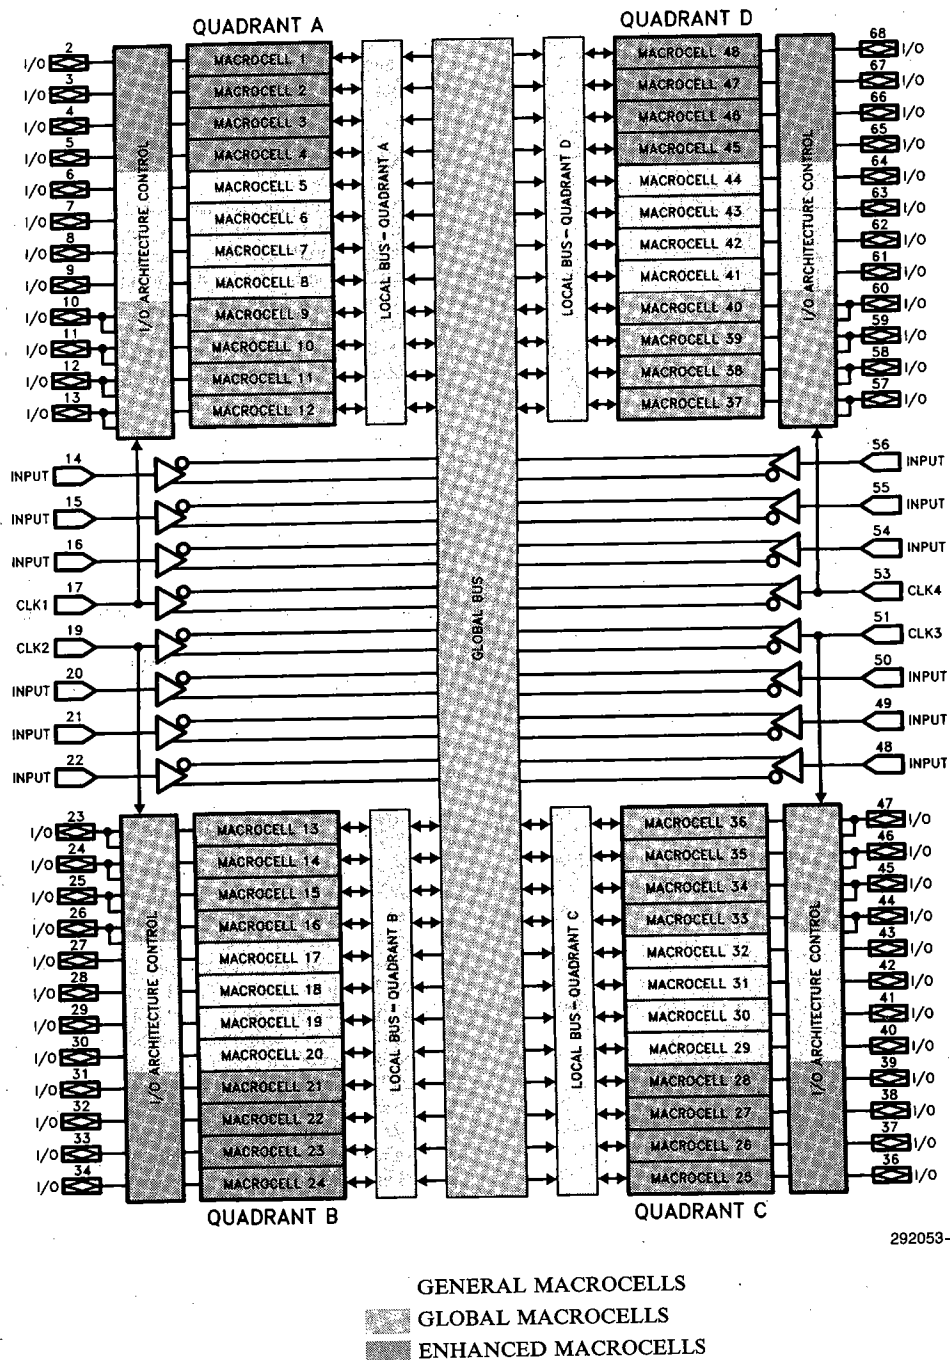 QUADRANT A
QUADRANT D
2
I/O
3
I/O
4
I/O
5
I/O
6
I/O
7
I/O
8
I/O
9
I/O
10
I/O
11
I/O
12
I/O
13
I/O
I/O ARCHITECTURE CONTROL
MACROCELL 1
MACROCELL 2
MACROCELL 3
MACROCELL 4
MACROCELL 5
MACROCELL 6
MACROCELL 7
MACROCELL 8
MACROCELL 9
MACROCELL 10
MACROCELL 11
MACROCELL 12
LOCAL BUS - QUADRANT A
LOCAL BUS - QUADRANT D
MACROCELL 48
MACROCELL 47
MACROCELL 46
MACROCELL 45
MACROCELL 44
MACROCELL 43
MACROCELL 42
MACROCELL 41
MACROCELL 40
MACROCELL 39
MACROCELL 38
MACROCELL 37
I/O ARCHITECTURE CONTROL
68
I/O
67
I/O
66
I/O
65
I/O
64
I/O
63
I/O
62
I/O
61
I/O
60
I/O
59
I/O
58
I/O
57
I/O
14
INPUT
15
INPUT
16
INPUT
17
CLK1
19
CLK2
20
INPUT
21
INPUT
22
INPUT
GLOBAL BUS
56
INPUT
55
INPUT
54
INPUT
53
CLK4
51
CLK3
50
INPUT
49
INPUT
48
INPUT
23
I/O
24
I/O
25
I/O
26
I/O
27
I/O
28
I/O
29
I/O
30
I/O
31
I/O
32
I/O
33
I/O
34
I/O
I/O ARCHITECTURE CONTROL
MACROCELL 13
MACROCELL 14
MACROCELL 15
MACROCELL 16
MACROCELL 17
MACROCELL 18
MACROCELL 19
MACROCELL 20
MACROCELL 21
MACROCELL 22
MACROCELL 23
MACROCELL 24
LOCAL BUS - QUADRANT B
LOCAL BUS - QUADRANT C
MACROCELL 36
MACROCELL 35
MACROCELL 34
MACROCELL 33
MACROCELL 32
MACROCELL 31
MACROCELL 30
MACROCELL 29
MACROCELL 28
MACROCELL 27
MACROCELL 26
MACROCELL 25
I/O ARCHITECTURE CONTROL
47
I/O
46
I/O
45
I/O
44
I/O
43
I/O
42
I/O
41
I/O
40
I/O
39
I/O
38
I/O
37
I/O
36
I/O
QUADRANT B
QUADRANT C
292053-
GENERAL MACROCELLS
GLOBAL MACROCELLS
ENHANCED MACROCELLS